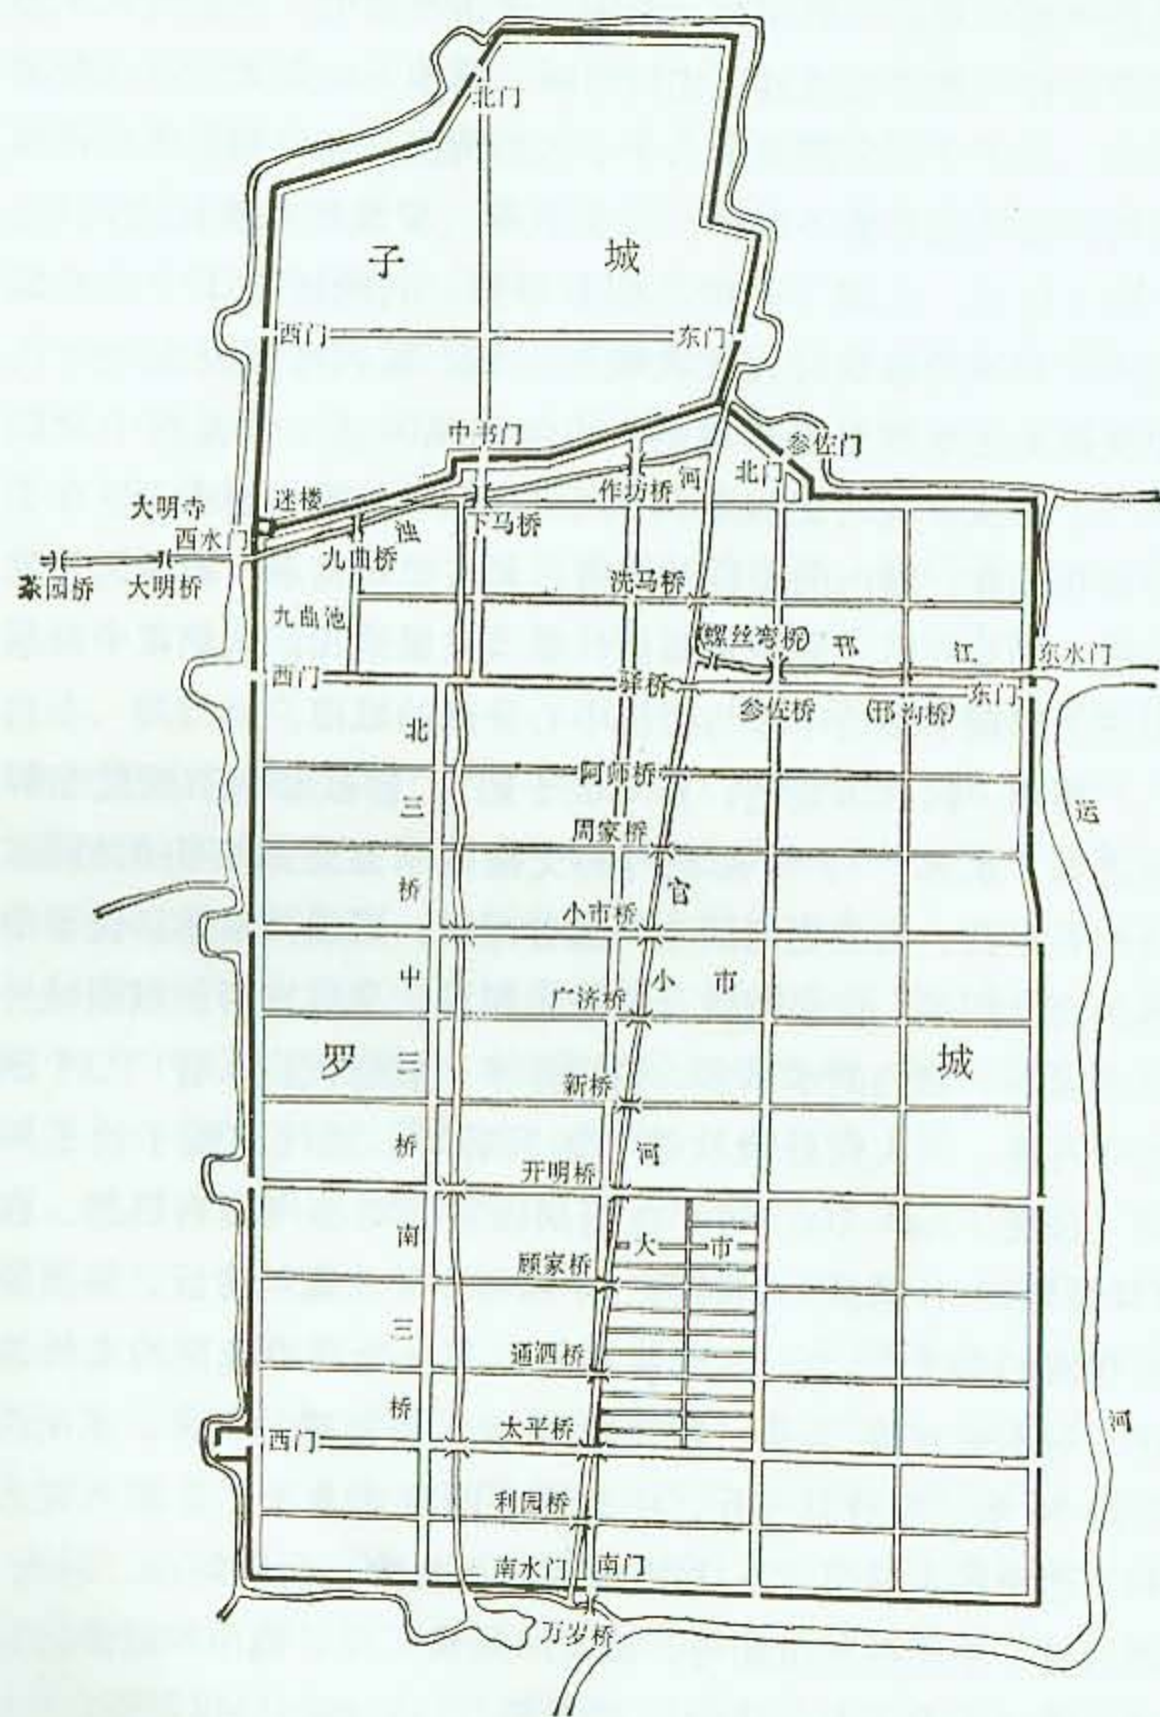 北门
子 城
西门 东门
中书门
参佐门
作坊桥 河 北门
大明寺 迷楼
西水门 浊 下马桥
九曲桥
茶园桥 大明桥
洗马桥
九曲池
(螺丝弯桥) 邗 江 东水门
西门 驿桥 东门
参佐桥 (邗沟桥)
北
阿师桥
三 运
周家桥
桥 官
小市桥
中 小 市
广济桥
罗 三 城
新桥
桥 河
开明桥
南 大 市
顾家桥
三
通泗桥
桥 河
西门 太平桥
利园桥
南水门 南门
万岁桥